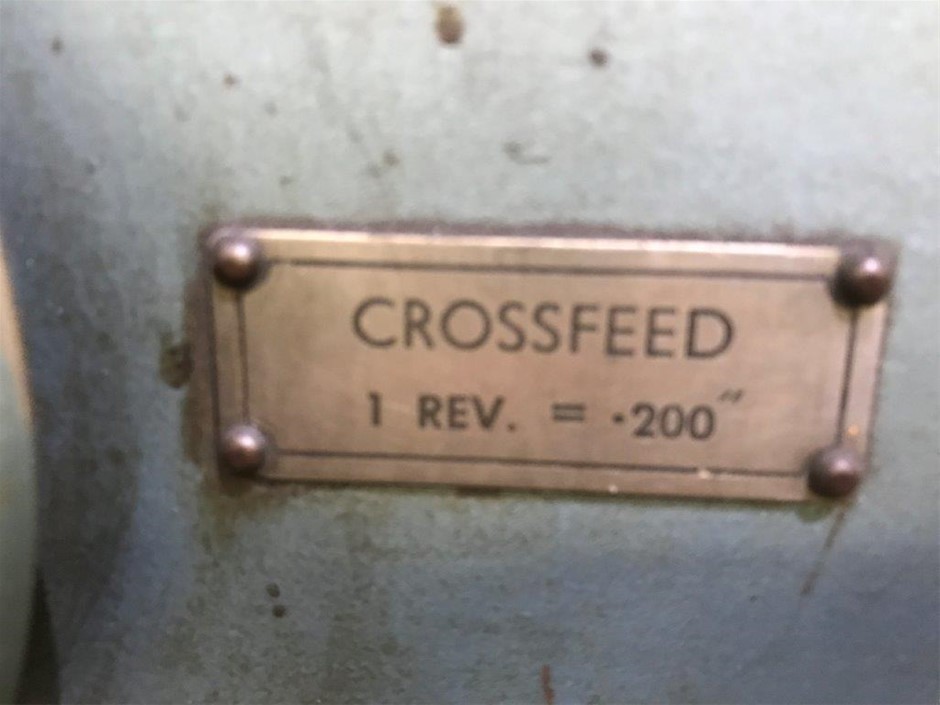 CROSSFEED
1 REV. = .200"